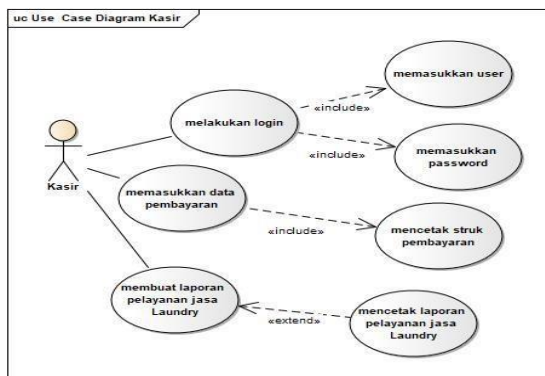 uc Use Case Diagram Kasir
memasukkan user
«include»
melakukan login
«include»
memasukkan
password
Kasir
memasukkan data
pembayaran
«include»
mencetak struk
pembayaran
membuat laporan
pelayanan jasa
Laundry
«extend»
mencetak laporan
pelayanan jasa
Laundry